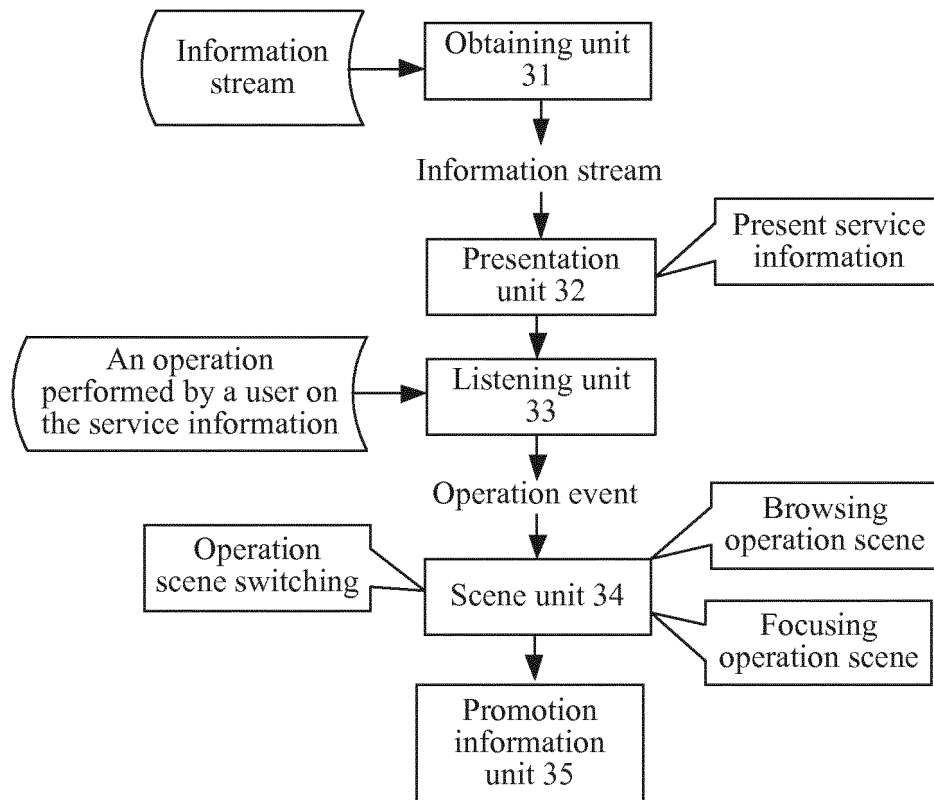 Information
stream
Obtaining unit
31
Information stream
Presentation
unit 32
Present service
information
An operation
performed by a user on
the service information
Listening unit
33
Operation event
Operation
scene switching
Scene unit 34
Browsing
operation scene
Focusing
operation scene
Promotion
information
unit 35